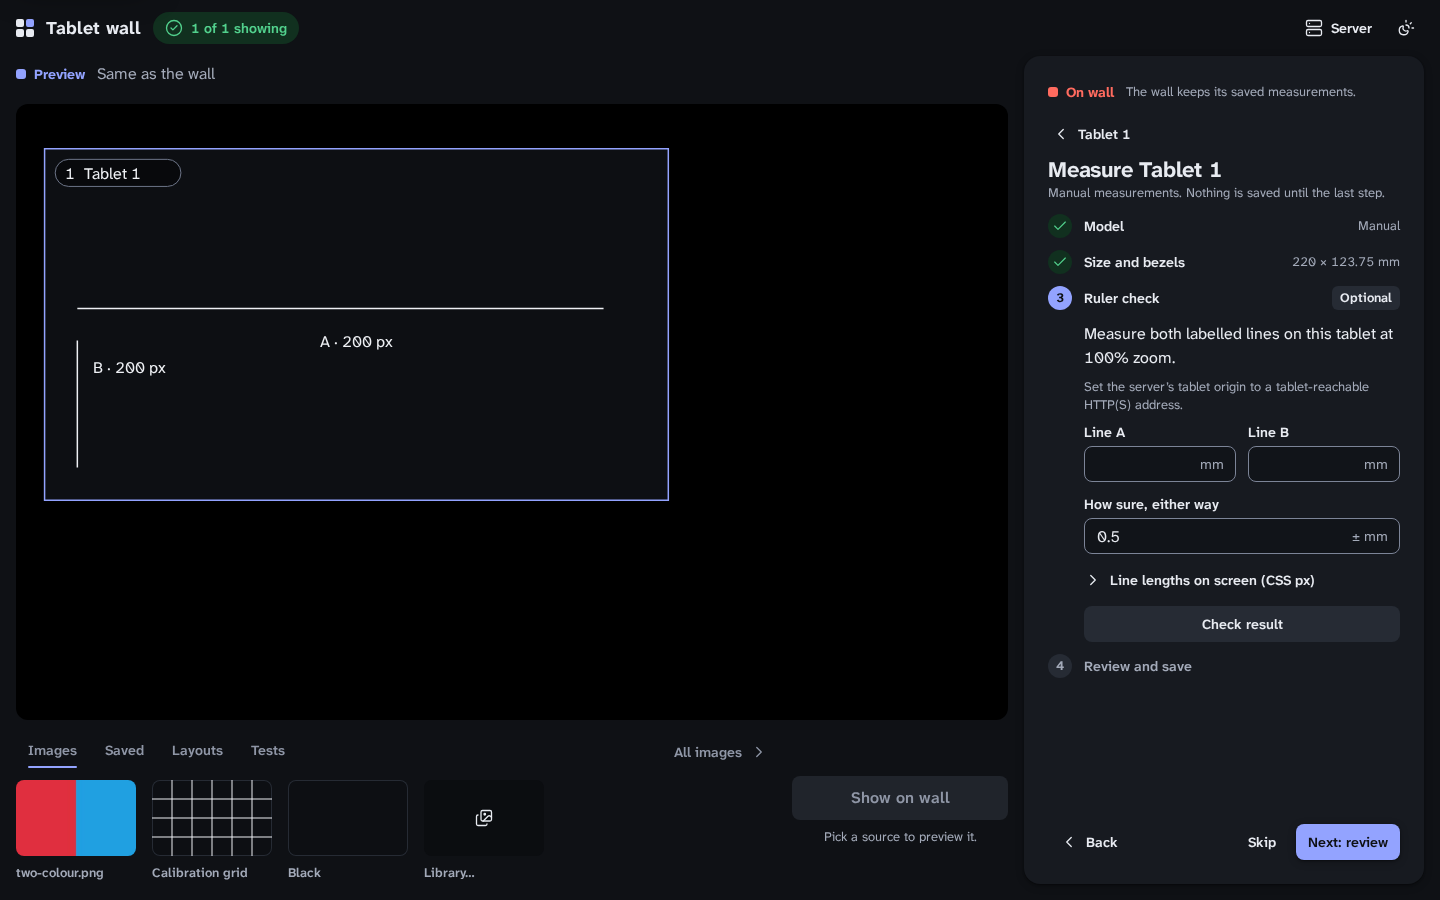 Tablet wall
1 of 1 showing
Server
Preview Same as the wall
1 Tablet 1
A · 200 px
B · 200 px
Images
Saved
Layouts
Tests
All images
two-colour.png
Calibration grid
Black
Library...
Show on wall
Pick a source to preview it.
On wall The wall keeps its saved measurements.
Tablet 1
Measure Tablet 1
Manual measurements. Nothing is saved until the last step.
Model Manual
Size and bezels 220 × 123.75 mm
3 Ruler check Optional
Measure both labelled lines on this tablet at
100% zoom.
Set the server's tablet origin to a tablet-reachable
HTTP(S) address.
Line A Line B
mm mm
How sure, either way
0.5 ± mm
Line lengths on screen (CSS px)
Check result
4 Review and save
Back Skip Next: review